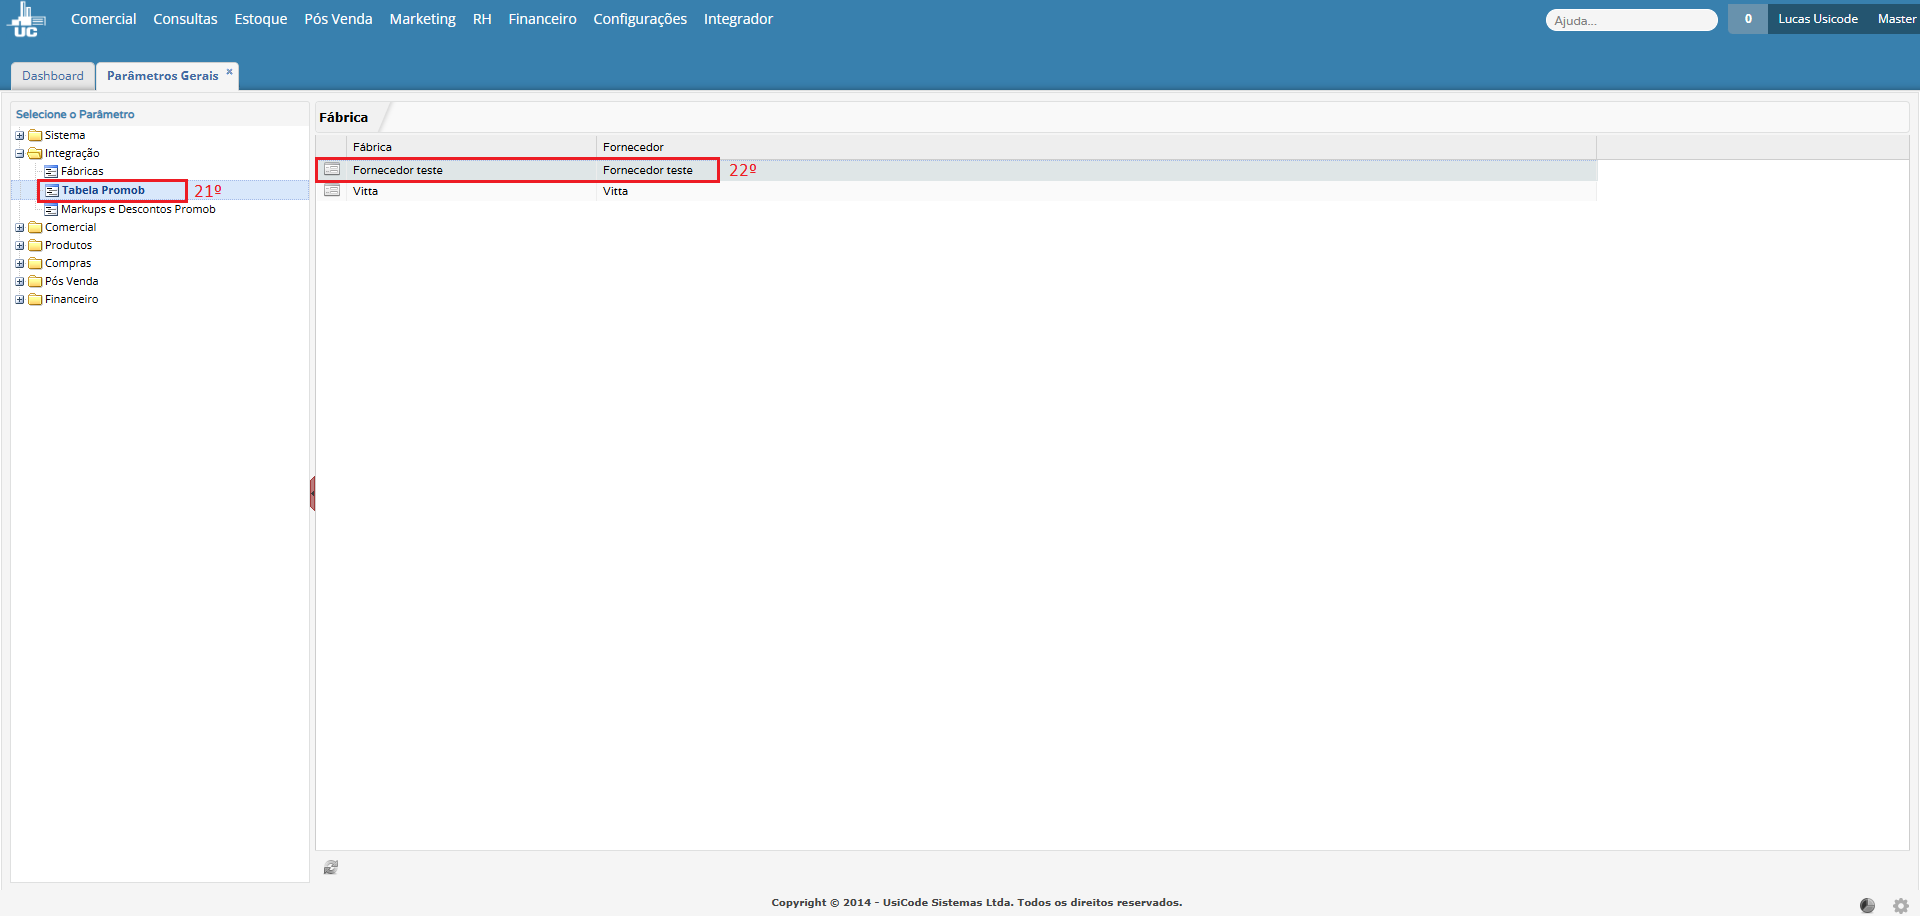 UC
Comercial Consultas Estoque Pós Venda Marketing RH Financeiro Configurações Integrador
Ajuda...
0
Lucas Usicode
Master
Dashboard
Parâmetros Gerais
Selecione o Parâmetro
Sistema
Integração
Fábricas
Tabela Promob
21º
Markups e Descontos Promob
Comercial
Produtos
Compras
Pós Venda
Financeiro
Fábrica
Fábrica Fornecedor
Fornecedor teste Fornecedor teste
22º
Vitta Vitta
Copyright © 2014 - UsiCode Sistemas Ltda. Todos os direitos reservados.